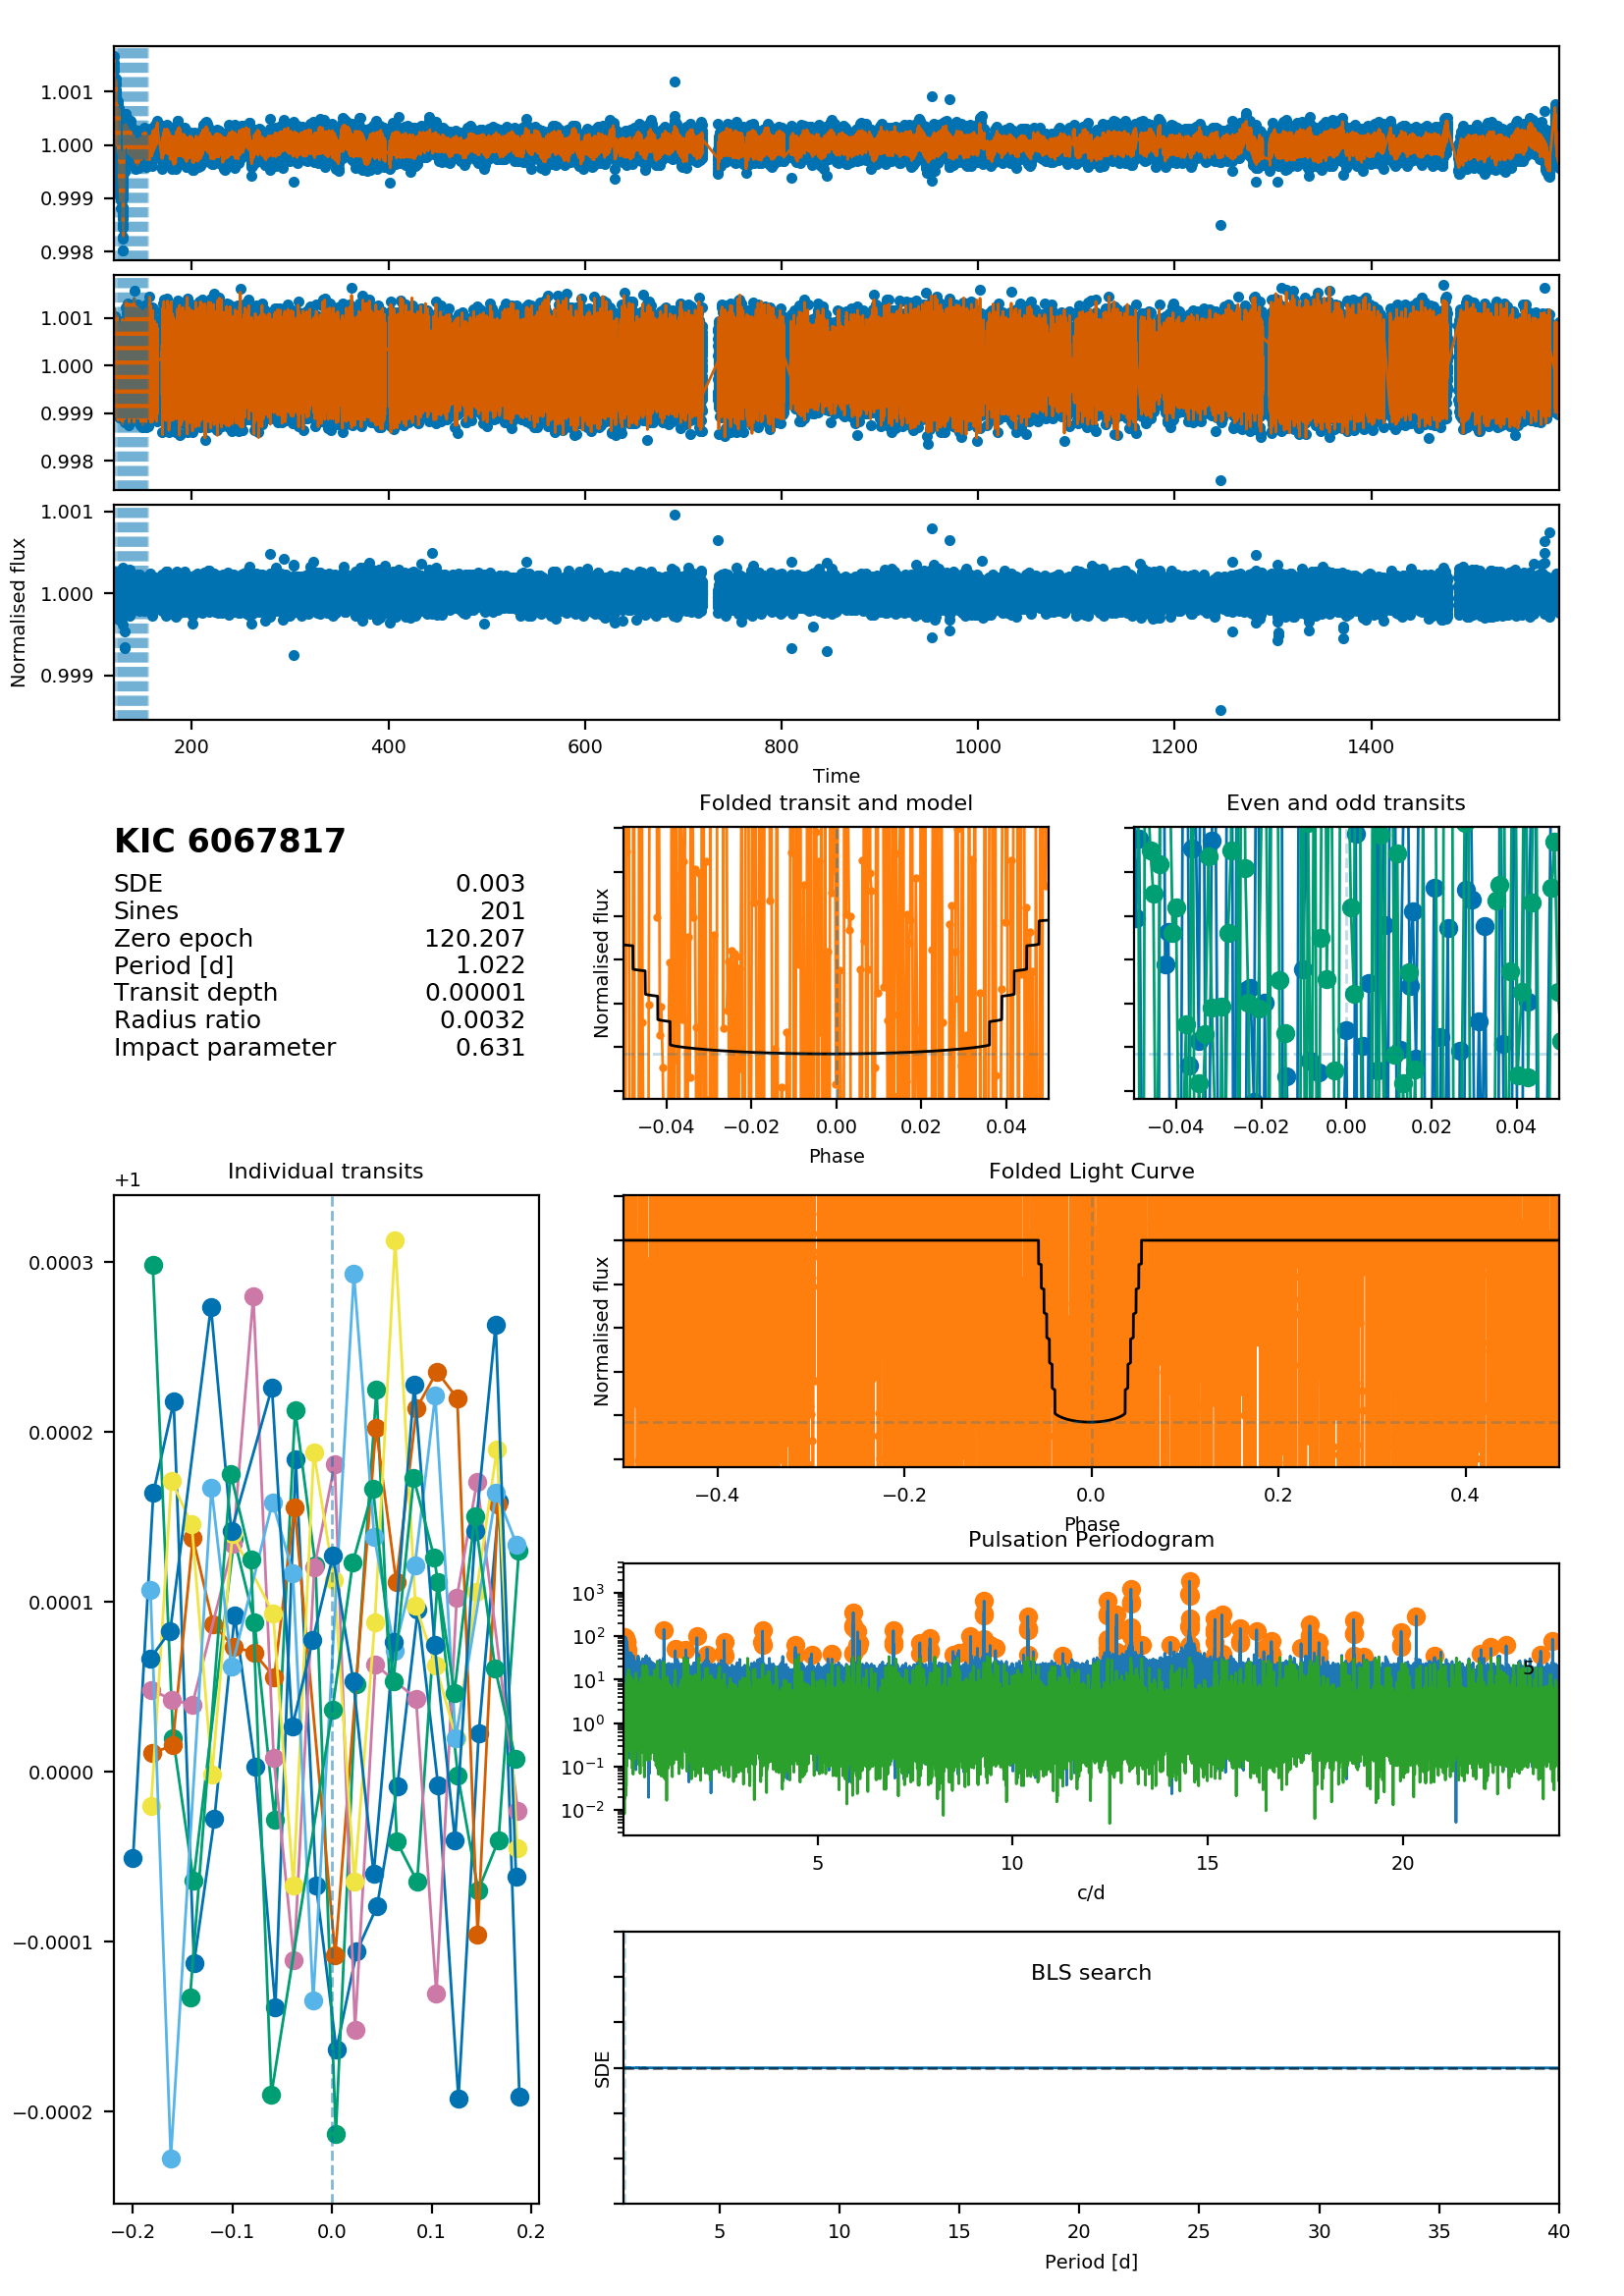 1.001
1.000
0.999
0.998
1.001
1.000
0.999
0.998
1.001
1.000
0.999
Normalised flux
200 400 600 800 1000 1200 1400
Time
KIC 6067817
SDE 0.003
Sines 201
Zero epoch 120.207
Period [d] 1.022
Transit depth 0.00001
Radius ratio 0.0032
Impact parameter 0.631
Folded transit and model
Normalised flux
−0.04 −0.02 0.00 0.02 0.04
Phase
Even and odd transits
−0.04 −0.02 0.00 0.02 0.04
Individual transits
+1
0.0003
0.0002
0.0001
0.0000
−0.0001
−0.0002
−0.2 −0.1 0.0 0.1 0.2
Folded Light Curve
Normalised flux
−0.4 −0.2 0.0 0.2 0.4
Phase
Pulsation Periodogram
10³
10²
10¹
10⁰
10⁻¹
10⁻²
5
5 10 15 20
c/d
BLS search
SDE
5 10 15 20 25 30 35 40
Period [d]